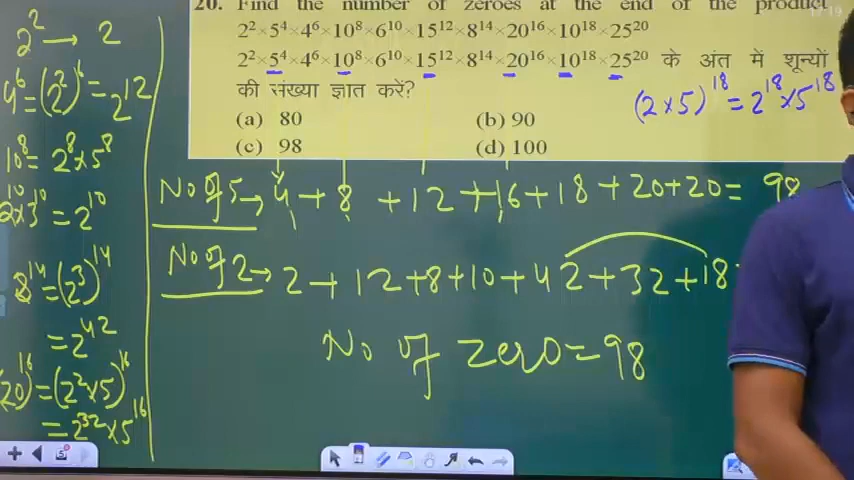 20. Find the number of zeroes at the end of the product
2²×5⁴×4⁶×10⁸×6¹⁰×15¹²×8¹⁴×20¹⁶×10¹⁸×25²⁰
2²×5⁴×4⁶×10⁸×6¹⁰×15¹²×8¹⁴×20¹⁶×10¹⁸×25²⁰ के अंत में शून्यों
की संख्या ज्ञात करें?
(a) 80 (b) 90
(c) 98 (d) 100
(2×5)¹⁸ = 2¹⁸×5¹⁸
2² → 2
4⁶ = (2²)⁶ = 2¹²
10⁸ = 2⁸×5⁸
= 2¹⁰
8¹⁴ = (2³)¹⁴
= 2⁴²
(20)¹⁶ = (2²×5)¹⁶
= 2³²×5¹⁶
No of 5 → 4 + 8 + 12 + 16 + 18 + 20+20 = 98
No of 2 → 2 + 12 + 8 + 10 + 42 + 32 + 18
No of zero = 98